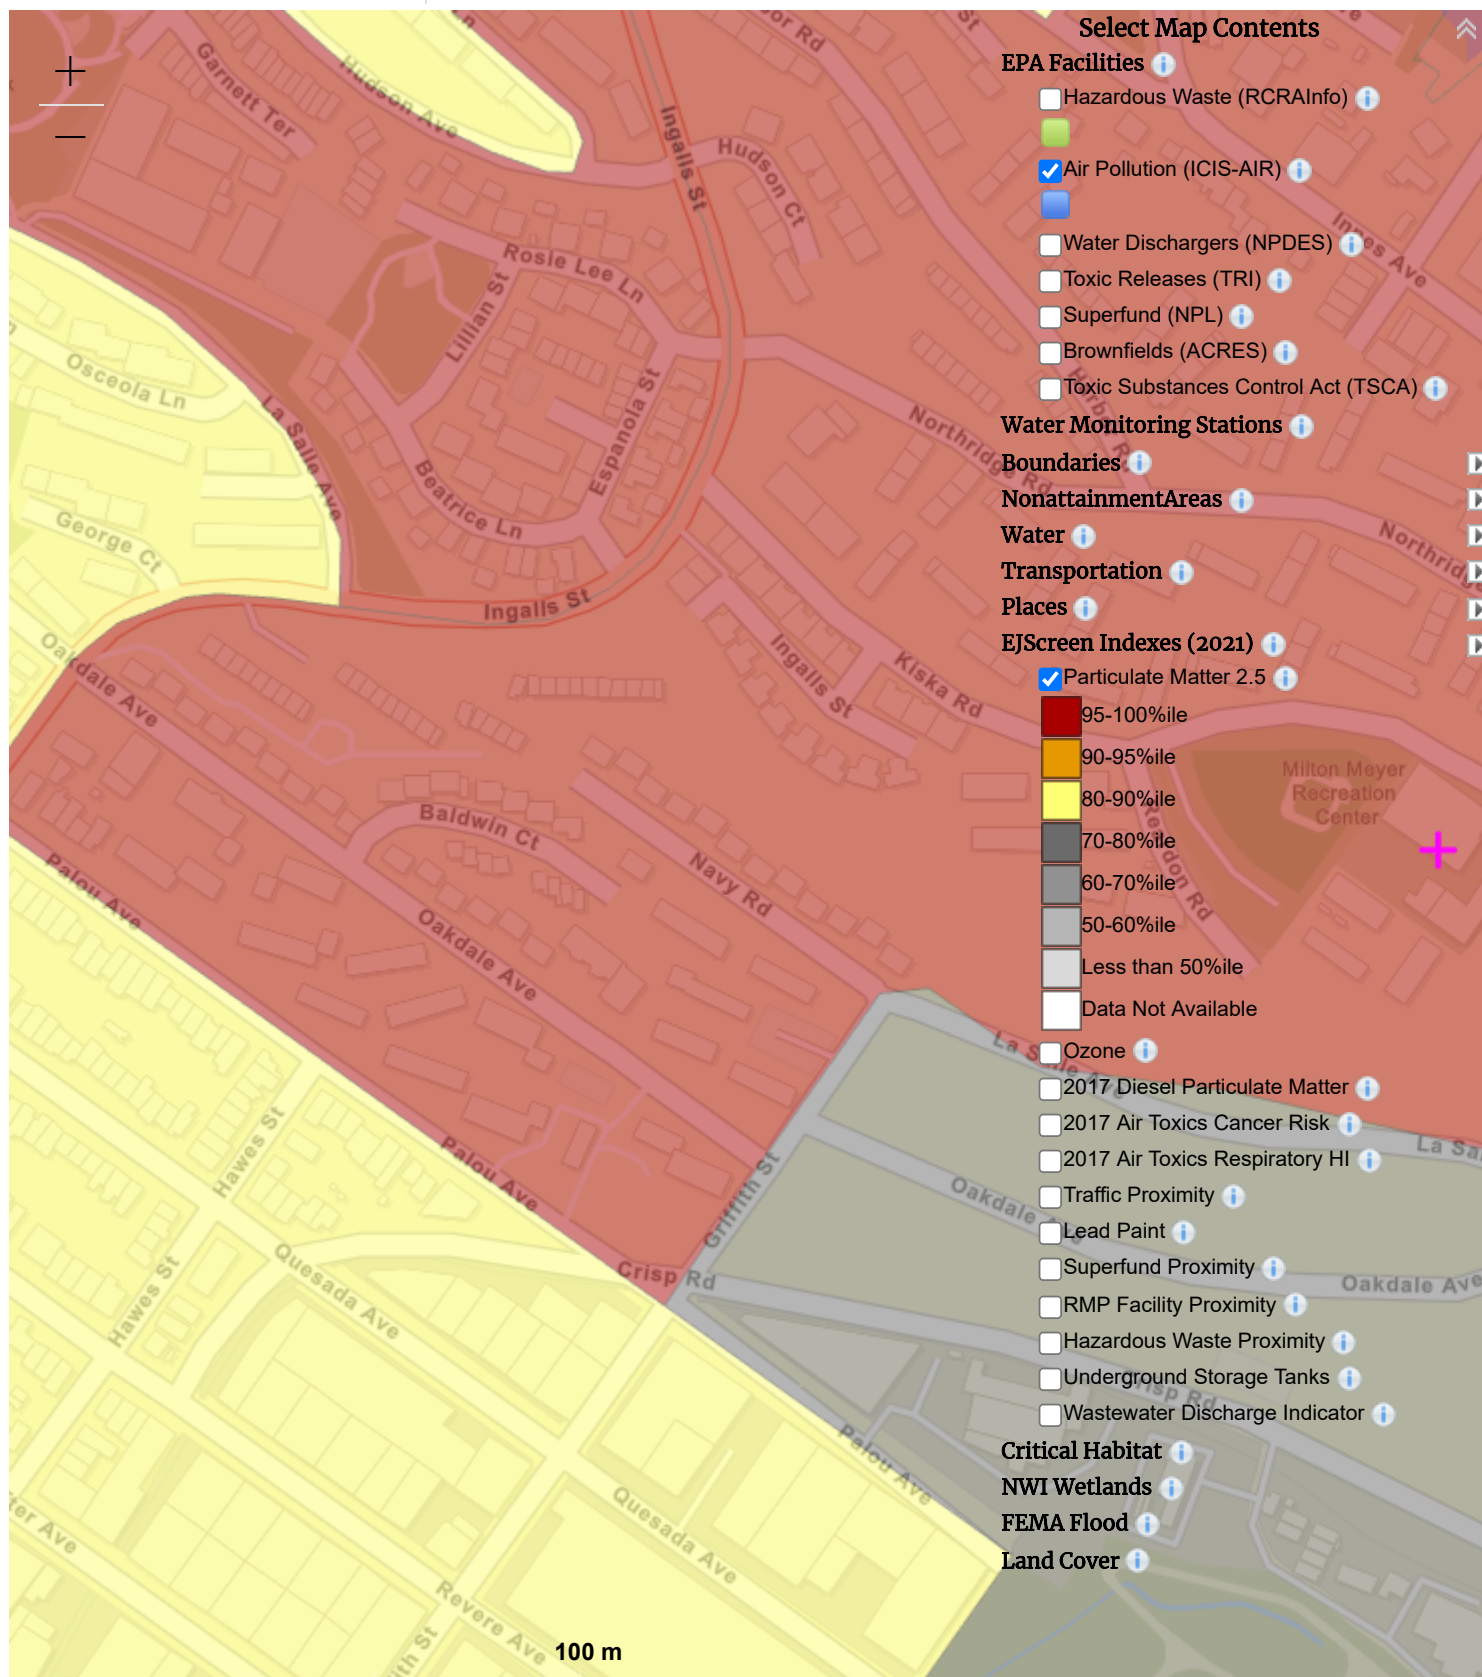 Select Map Contents
EPA Facilities
Hazardous Waste (RCRAInfo)
Air Pollution (ICIS-AIR)
Water Dischargers (NPDES)
Toxic Releases (TRI)
Superfund (NPL)
Brownfields (ACRES)
Toxic Substances Control Act (TSCA)
Water Monitoring Stations
Boundaries
NonattainmentAreas
Water
Transportation
Places
EJScreen Indexes (2021)
Particulate Matter 2.5
95-100%ile
90-95%ile
80-90%ile
70-80%ile
60-70%ile
50-60%ile
Less than 50%ile
Data Not Available
Ozone
2017 Diesel Particulate Matter
2017 Air Toxics Cancer Risk
2017 Air Toxics Respiratory HI
Traffic Proximity
Lead Paint
Superfund Proximity
RMP Facility Proximity
Hazardous Waste Proximity
Underground Storage Tanks
Wastewater Discharge Indicator
Critical Habitat
NWI Wetlands
FEMA Flood
Land Cover
Garnett Ter
Hudson Ave
Ln
Rd
St
Ingalls St
Hudson Ct
Innes Ave
Rosie Lee Ln
Lillian St
Espanola St
Beatrice Ln
Osceola Ln
La Salle Ave
George Ct
Ingalls St
Northridge Rd
Ingalls St
Kiska Rd
Oakdale Ave
Baldwin Ct
Navy Rd
Milton Meyer
Recreation
Center
Palou Ave
Oakdale Ave
Hawes St
Palou Ave
Griffith St
Oakdale
Oakdale Ave
Crisp Rd
Quesada Ave
Hawes St
Crisp Rd
Palou Ave
Quesada Ave
Revere Ave
100 m